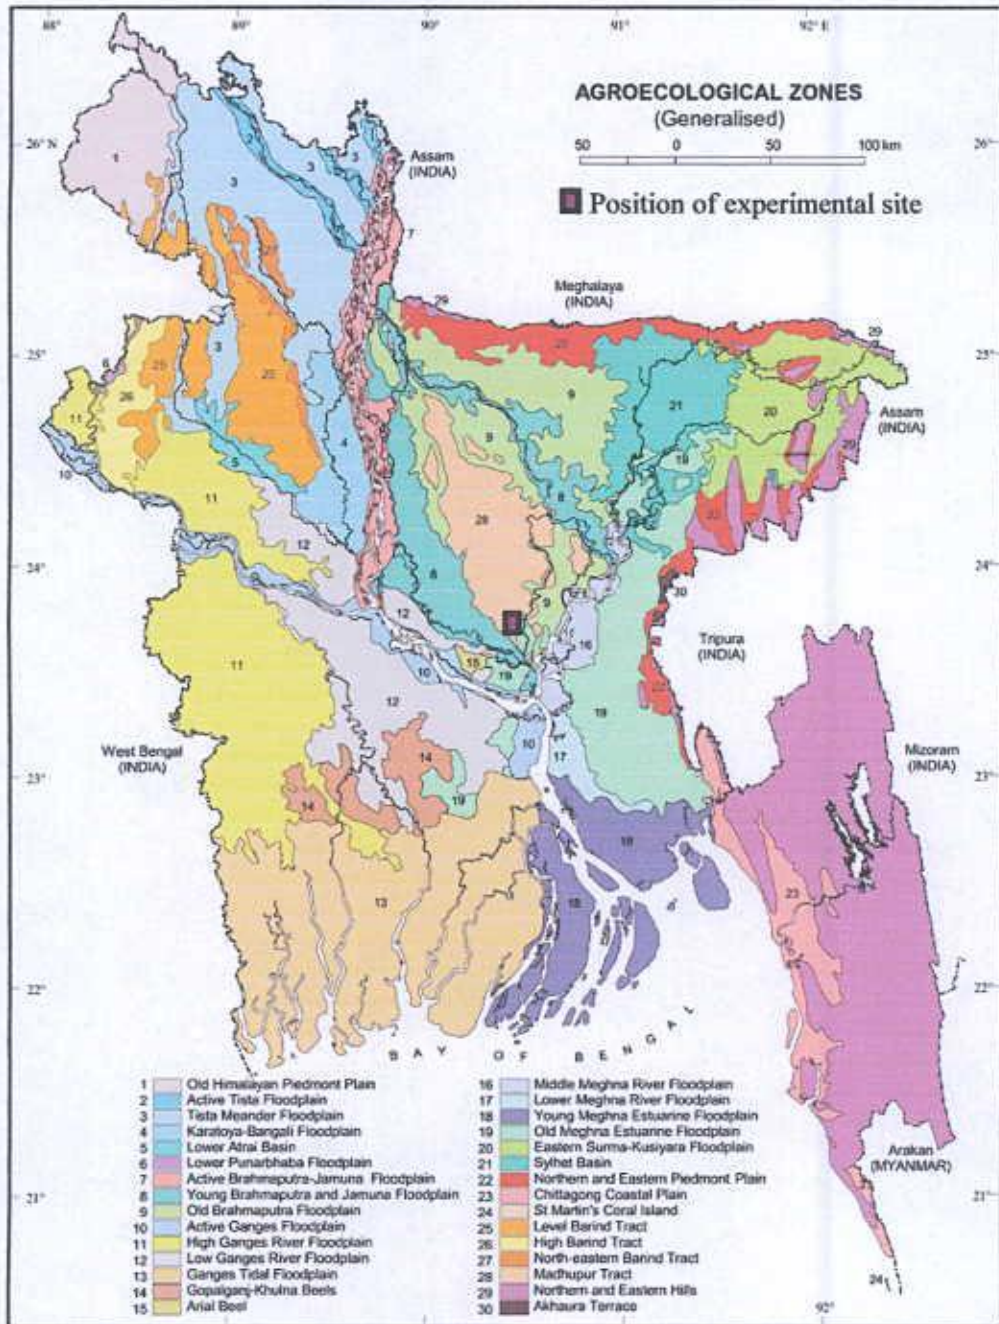 88° 89 90 91 92° E
AGROECOLOGICAL ZONES
(Generalised)
50 0 50 100 km
Position of experimental site
26° N
26°
Assam
(INDIA)
Meghalaya
(INDIA)
25°
25°
Assam
(INDIA)
24°
24°
Tripura
(INDIA)
West Bengal
(INDIA)
Mizoram
(INDIA)
23°
23°
22°
22°
BAY OF BENGAL
Arakan
(MYANMAR)
21°
21°
1 Old Himalayan Piedmont Plain
2 Active Tista Floodplain
3 Tista Meander Floodplain
4 Karatoya-Bangali Floodplain
5 Lower Atrai Basin
6 Lower Punarbhaba Floodplain
7 Active Brahmaputra-Jamuna Floodplain
8 Young Brahmaputra and Jamuna Floodplain
9 Old Brahmaputra Floodplain
10 Active Ganges Floodplain
11 High Ganges River Floodplain
12 Low Ganges River Floodplain
13 Ganges Tidal Floodplain
14 Gopalganj-Khulna Beels
15 Arial Beel
16 Middle Meghna River Floodplain
17 Lower Meghna River Floodplain
18 Young Meghna Estuarine Floodplain
19 Old Meghna Estuarine Floodplain
20 Eastern Surma-Kusiyara Floodplain
21 Sylhet Basin
22 Northern and Eastern Piedmont Plain
23 Chittagong Coastal Plain
24 St Martin's Coral Island
25 Level Barind Tract
26 High Barind Tract
27 North-eastern Barind Tract
28 Madhupur Tract
29 Northern and Eastern Hills
30 Akhaura Terrace
24